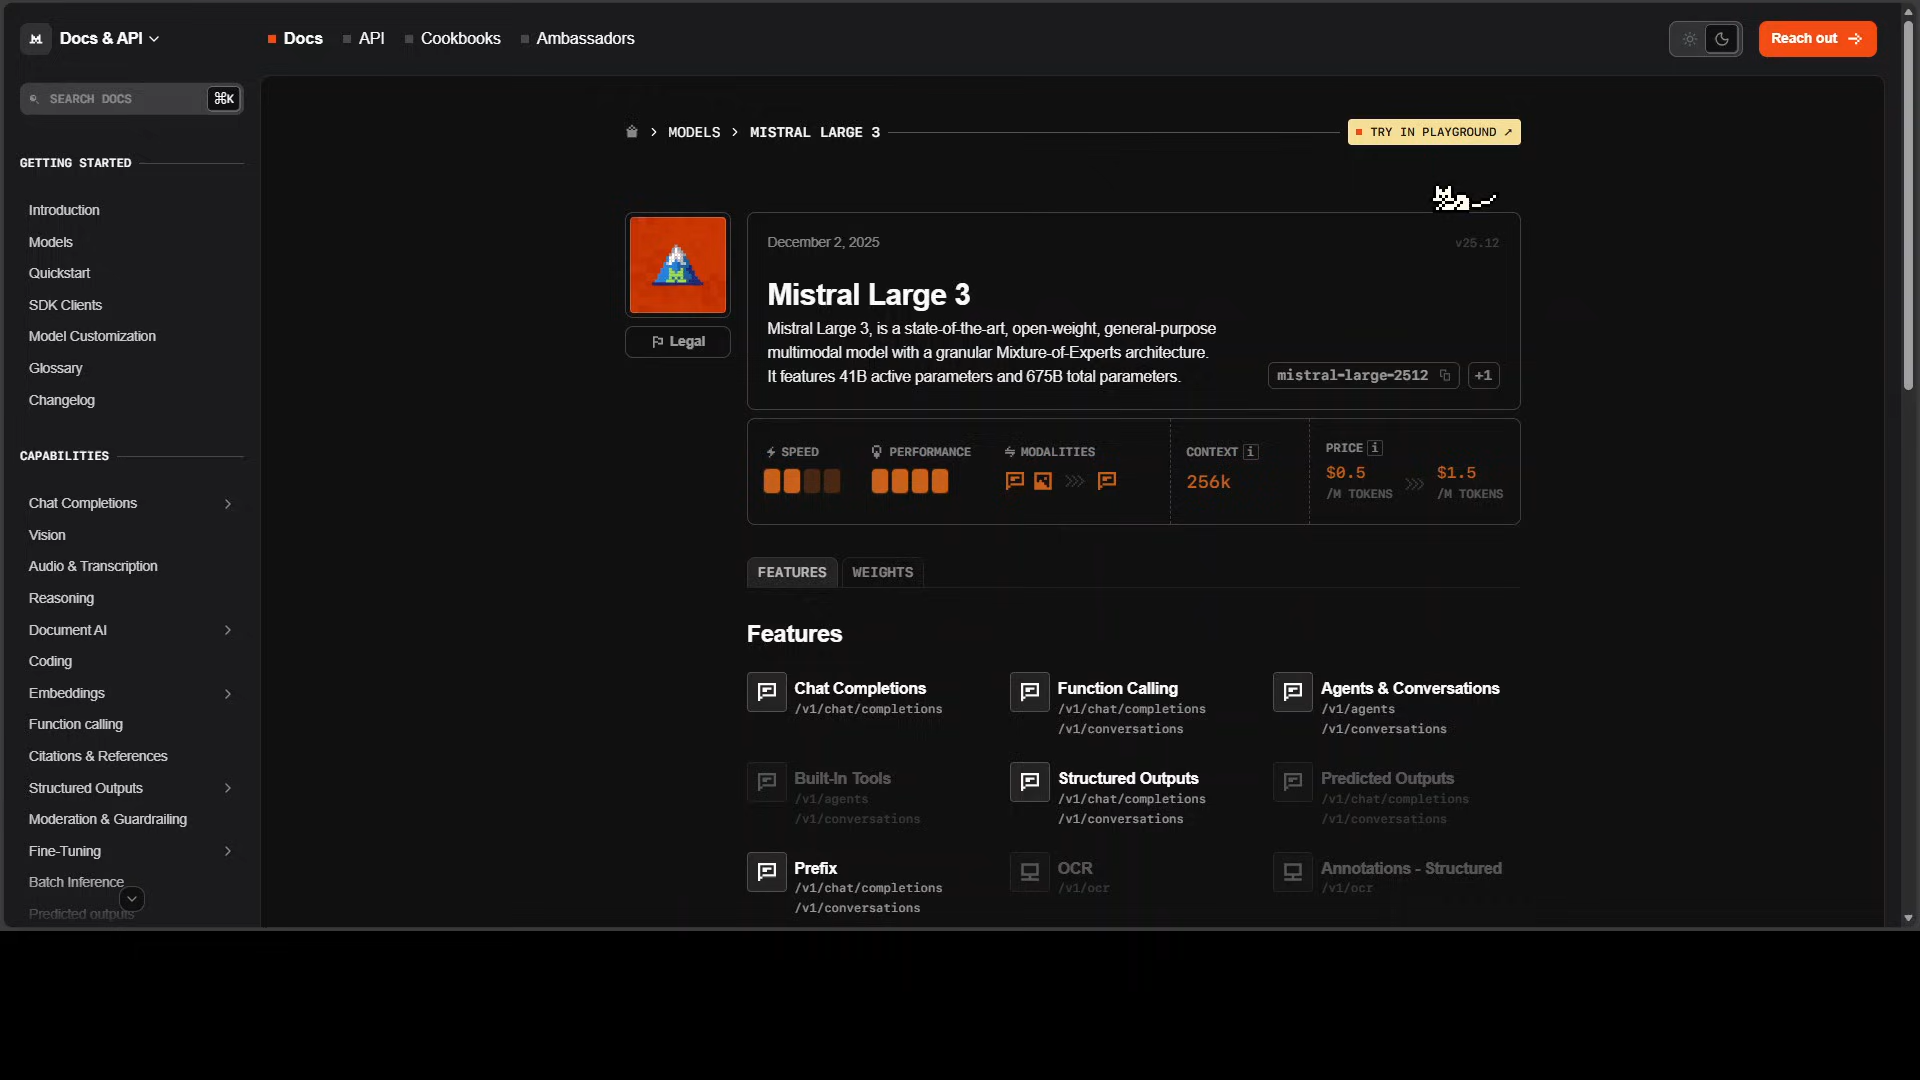 Docs & API
Docs
API
Cookbooks
Ambassadors
Reach out
SEARCH DOCS
⌘K
GETTING STARTED
Introduction
Models
Quickstart
SDK Clients
Model Customization
Glossary
Changelog
CAPABILITIES
Chat Completions
Vision
Audio & Transcription
Reasoning
Document AI
Coding
Embeddings
Function calling
Citations & References
Structured Outputs
Moderation & Guardrailing
Fine-Tuning
Batch Inference
Predicted outputs
MODELS
MISTRAL LARGE 3
TRY IN PLAYGROUND ↗
Legal
December 2, 2025
v25.12
Mistral Large 3
Mistral Large 3, is a state-of-the-art, open-weight, general-purpose
multimodal model with a granular Mixture-of-Experts architecture.
It features 41B active parameters and 675B total parameters.
mistral-large-2512
+1
SPEED
PERFORMANCE
MODALITIES
CONTEXT i
256k
PRICE i
$0.5
/M TOKENS
$1.5
/M TOKENS
FEATURES
WEIGHTS
Features
Chat Completions
/v1/chat/completions
Function Calling
/v1/chat/completions
/v1/conversations
Agents & Conversations
/v1/agents
/v1/conversations
Built-In Tools
/v1/agents
/v1/conversations
Structured Outputs
/v1/chat/completions
/v1/conversations
Predicted Outputs
/v1/chat/completions
/v1/conversations
Prefix
/v1/chat/completions
/v1/conversations
OCR
/v1/ocr
Annotations - Structured
/v1/ocr